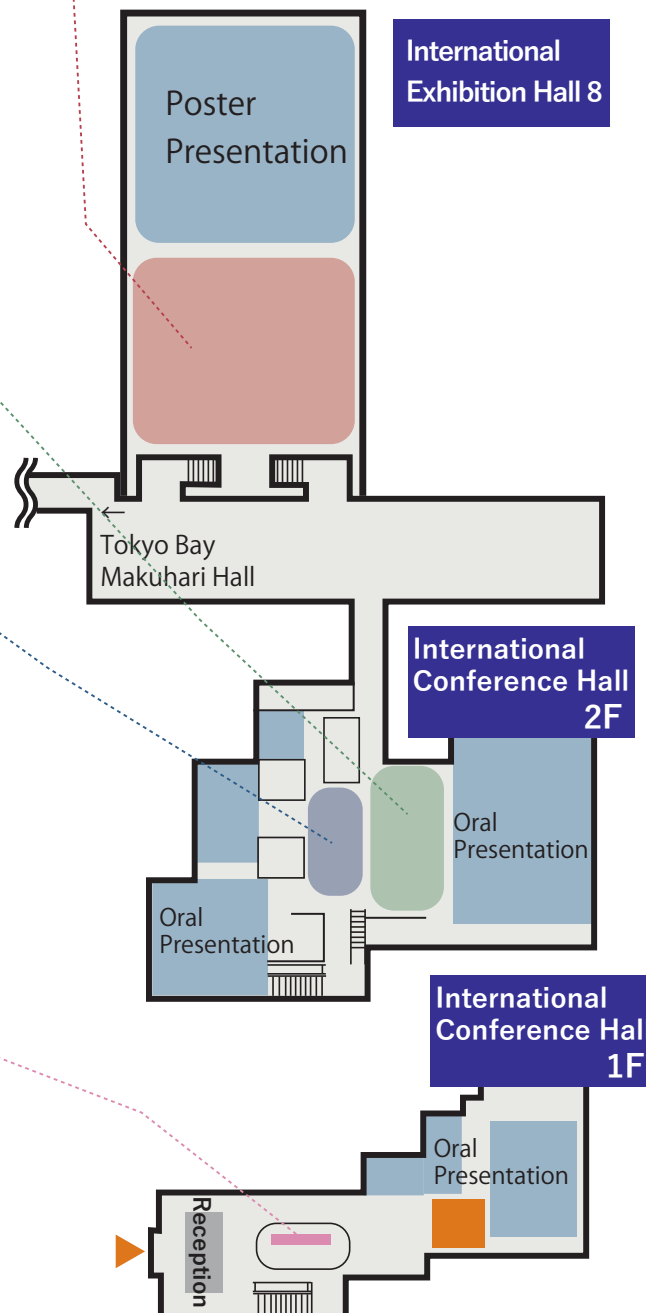 International
Exhibition Hall 8
Poster
Presentation
←
Tokyo Bay
Makuhari Hall
International
Conference Hall
2F
Oral
Presentation
Oral
Presentation
International
Conference Hal
1F
Oral
Presentation
Reception